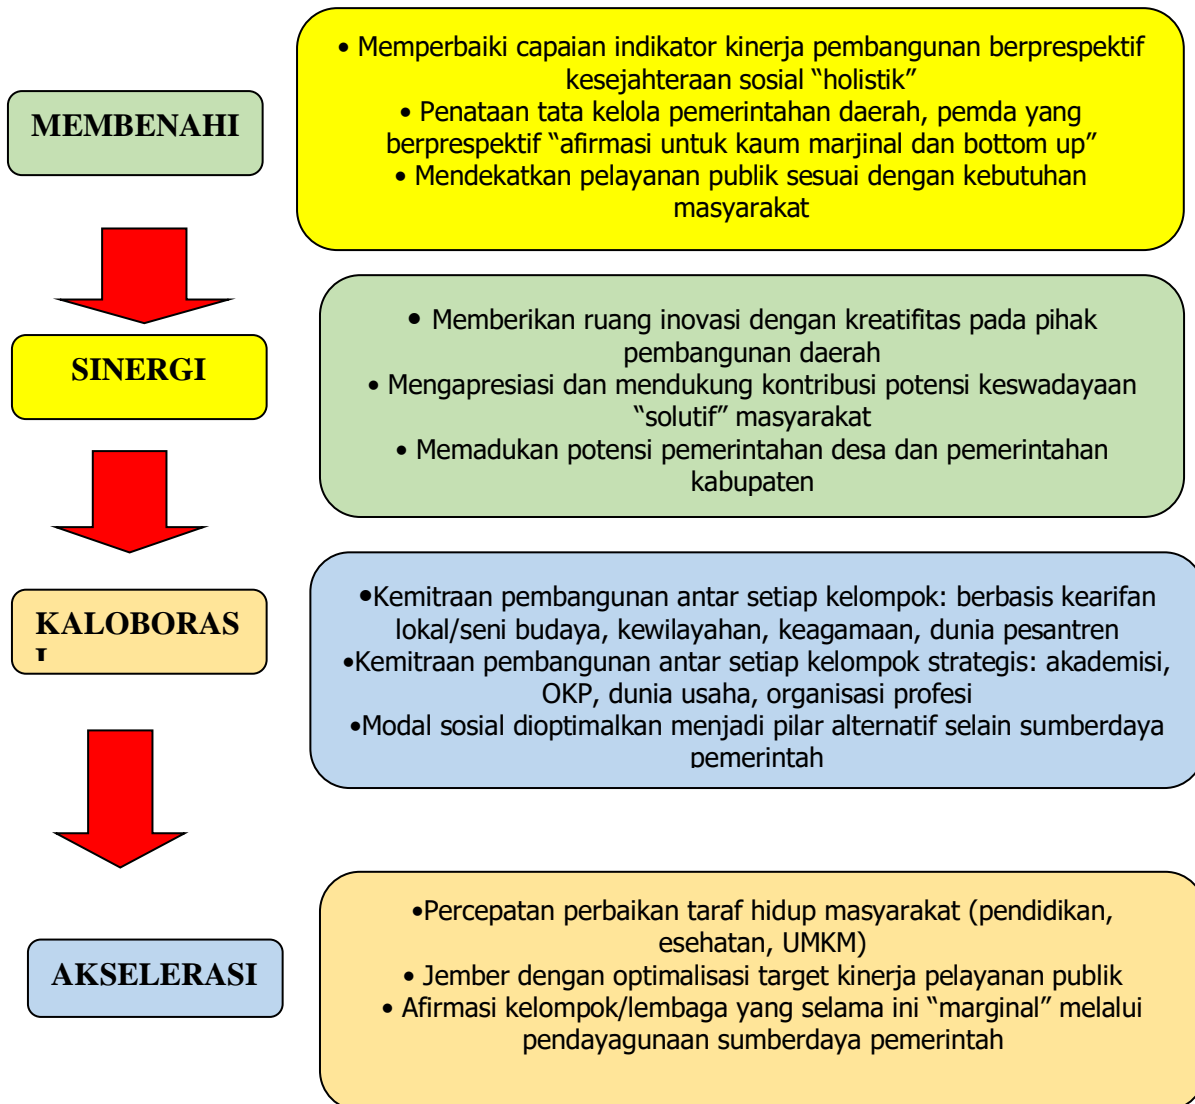 MEMBENAHI
• Memperbaiki capaian indikator kinerja pembangunan berprespektif
kesejahteraan sosial “holistik”
• Penataan tata kelola pemerintahan daerah, pemda yang
berprespektif “afirmasi untuk kaum marjinal dan bottom up”
• Mendekatkan pelayanan publik sesuai dengan kebutuhan
masyarakat
SINERGI
• Memberikan ruang inovasi dengan kreatifitas pada pihak
pembangunan daerah
• Mengapresiasi dan mendukung kontribusi potensi keswadayaan
“solutif” masyarakat
• Memadukan potensi pemerintahan desa dan pemerintahan
kabupaten
KALOBORAS
I
•Kemitraan pembangunan antar setiap kelompok: berbasis kearifan
lokal/seni budaya, kewilayahan, keagamaan, dunia pesantren
•Kemitraan pembangunan antar setiap kelompok strategis: akademisi,
OKP, dunia usaha, organisasi profesi
•Modal sosial dioptimalkan menjadi pilar alternatif selain sumberdaya
pemerintah
AKSELERASI
•Percepatan perbaikan taraf hidup masyarakat (pendidikan,
esehatan, UMKM)
• Jember dengan optimalisasi target kinerja pelayanan publik
• Afirmasi kelompok/lembaga yang selama ini “marginal” melalui
pendayagunaan sumberdaya pemerintah